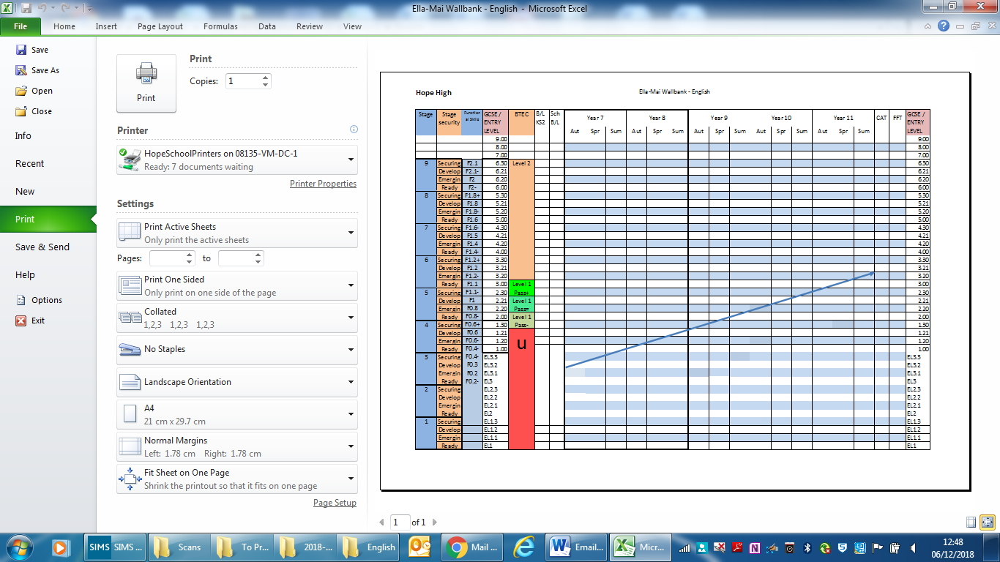 Ella-Mai Wallbank - English - Microsoft Excel
File Home Insert Page Layout Formulas Data Review View
Save
Save As
Open
Close
Info
Recent
New
Print
Save & Send
Help
Options
Exit
Print
Print
Copies: 1
Printer
HopeSchoolPrinters on 08135-VM-DC-1
Ready: 7 documents waiting
Printer Properties
Settings
Print Active Sheets
Only print the active sheets
Pages: to
Print One Sided
Only print on one side of the page
Collated
1,2,3 1,2,3 1,2,3
No Staples
Landscape Orientation
A4
21 cm x 29.7 cm
Normal Margins
Left: 1.78 cm Right: 1.78 cm
Fit Sheet on One Page
Shrink the printout so that it fits on one page
Page Setup
Hope High Ella-Mai Wallbank - English
Stage Stage security Functional Skills GCSE / ENTRY LEVEL BTEC B/L KS2 Sch B/L Year 7 Year 8 Year 9 Year 10 Year 11 CAT FFT GCSE / ENTRY LEVEL
Aut Spr Sum Aut Spr Sum Aut Spr Sum Aut Spr Sum Aut Spr Sum
9.00 9.00
8.00 8.00
7.00 7.00
9 Securing F2.1 6.30 Level 2 6.30
Develop F2.1- 6.21 6.21
Emergin F2 6.20 6.20
Ready F2- 6.00 6.00
8 Securing F1.8+ 5.30 5.30
Develop F1.8 5.21 5.21
Emergin F1.8- 5.20 5.20
Ready F1.6 5.00 5.00
7 Securing F1.6- 4.30 4.30
Develop F1.5 4.21 4.21
Emergin F1.4 4.20 4.20
Ready F1.4- 4.00 4.00
6 Securing F1.2+ 3.30 3.30
Develop F1.2 3.21 3.21
Emergin F1.2- 3.20 3.20
Ready F1.1 3.00 Level 1 3.00
5 Securing F1.1- 2.30 Pass+ 2.30
Develop F1 2.21 Level 1 2.21
Emergin F0.8 2.20 Pass= 2.20
Ready F0.8- 2.00 Level 1 2.00
4 Securing F0.6+ 1.30 Pass- 1.30
Develop F0.6 1.21 1.21
Emergin F0.6- 1.20 u 1.20
Ready F0.4- 1.00 1.00
3 Securing F0.4- EL3.3 EL3.3
Develop F0.3 EL3.2 EL3.2
Emergin F0.2 EL3.1 EL3.1
Ready F0.2- EL3 EL3
2 Securing EL2.3 EL2.3
Develop EL2.2 EL2.2
Emergin EL2.1 EL2.1
Ready EL2 EL2
1 Securing EL1.3 EL1.3
Develop EL1.2 EL1.2
Emergin EL1.1 EL1.1
Ready EL1 EL1
1 of 1
SIMS SIMS ... Scans To Pr... 2018-... English Mail ... Email... Micr... 12:48
06/12/2018